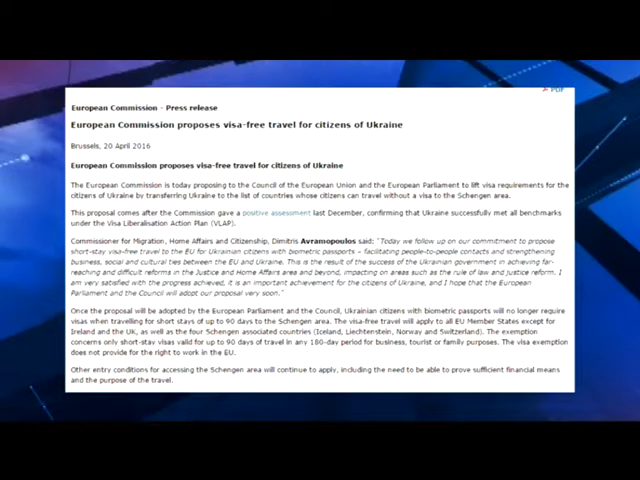 PDF
European Commission - Press release
European Commission proposes visa-free travel for citizens of Ukraine
Brussels, 20 April 2016
European Commission proposes visa-free travel for citizens of Ukraine
The European Commission is today proposing to the Council of the European Union and the European Parliament to lift visa requirements for the
citizens of Ukraine by transferring Ukraine to the list of countries whose citizens can travel without a visa to the Schengen area.
This proposal comes after the Commission gave a positive assessment last December, confirming that Ukraine successfully met all benchmarks
under the Visa Liberalisation Action Plan (VLAP).
Commissioner for Migration, Home Affairs and Citizenship, Dimitris Avramopoulos said: "Today we follow up on our commitment to propose
short-stay visa-free travel to the EU for Ukrainian citizens with biometric passports – facilitating people-to-people contacts and strengthening
business, social and cultural ties between the EU and Ukraine. This is the result of the success of the Ukrainian government in achieving far-
reaching and difficult reforms in the Justice and Home Affairs area and beyond, impacting on areas such as the rule of law and justice reform. I
am very satisfied with the progress achieved, it is an important achievement for the citizens of Ukraine, and I hope that the European
Parliament and the Council will adopt our proposal very soon."
Once the proposal will be adopted by the European Parliament and the Council, Ukrainian citizens with biometric passports will no longer require
visas when travelling for short stays of up to 90 days to the Schengen area. The visa-free travel will apply to all EU Member States except for
Ireland and the UK, as well as the four Schengen associated countries (Iceland, Liechtenstein, Norway and Switzerland). The exemption
concerns only short-stay visas valid for up to 90 days of travel in any 180-day period for business, tourist or family purposes. The visa exemption
does not provide for the right to work in the EU.
Other entry conditions for accessing the Schengen area will continue to apply, including the need to be able to prove sufficient financial means
and the purpose of the travel.